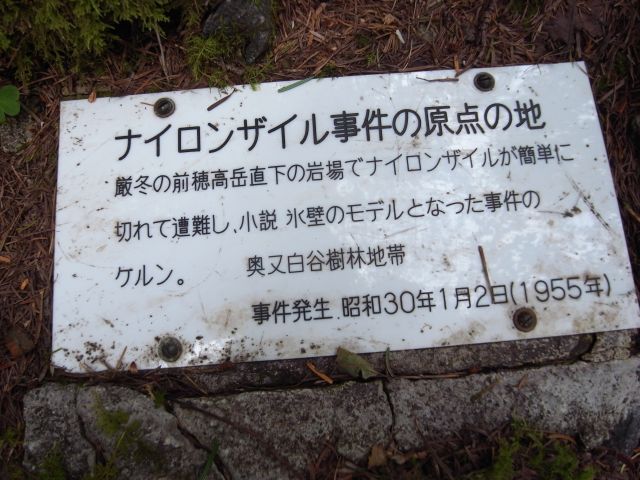 ナイロンザイル事件の原点の地
厳冬の前穂高岳直下の岩場でナイロンザイルが簡単に
切れて遭難し、小説 氷壁のモデルとなった事件の
ケルン。 奥又白谷樹林地帯
事件発生 昭和30年1月2日(1955年)